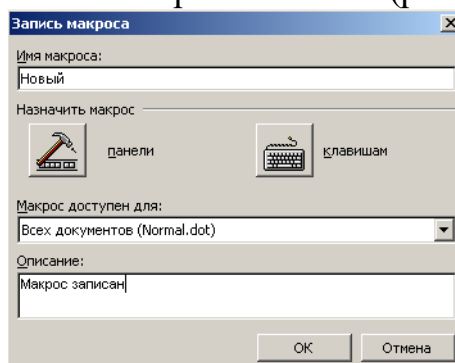 Запись макроса
Имя макроса:
Новый
Назначить макрос
панели
клавишам
Макрос доступен для:
Всех документов (Normal.dot)
Описание:
Макрос записан
ОК
Отмена